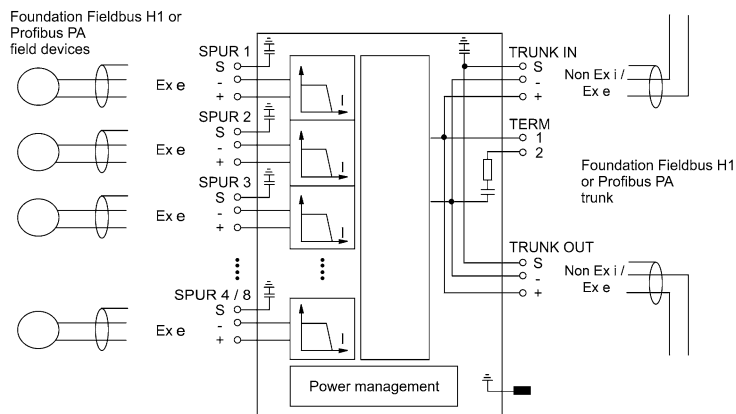 Foundation Fieldbus H1 or
Profibus PA
field devices
SPUR 1
S
-
+
Ex e
I
SPUR 2
S
-
+
Ex e
I
SPUR 3
S
-
+
Ex e
I
SPUR 4 / 8
S
-
+
Ex e
I
Power management
TRUNK IN
S
-
+
Non Ex i /
Ex e
TERM
1
2
Foundation Fieldbus H1
or Profibus PA
trunk
TRUNK OUT
S
-
+
Non Ex i /
Ex e